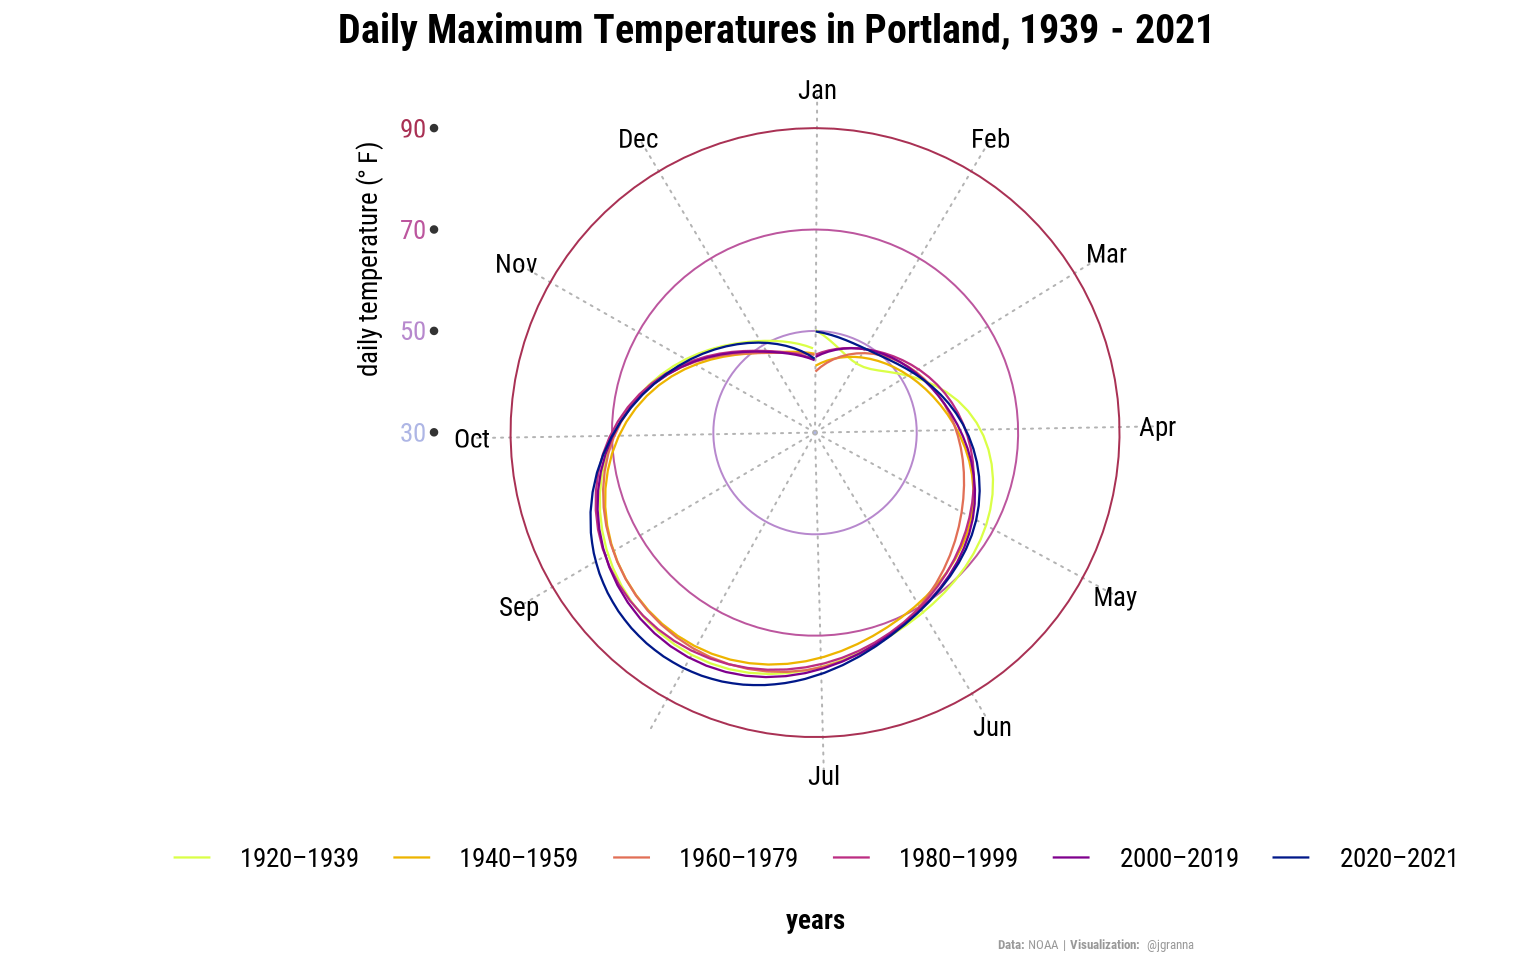 Daily Maximum Temperatures in Portland, 1939 - 2021
Jan
Feb
Mar
Apr
May
Jun
Jul
Sep
Oct
Nov
Dec
daily temperature (° F)
90
70
50
30
1920–1939
1940–1959
1960–1979
1980–1999
2000–2019
2020–2021
years
Data: NOAA | Visualization: @jgranna